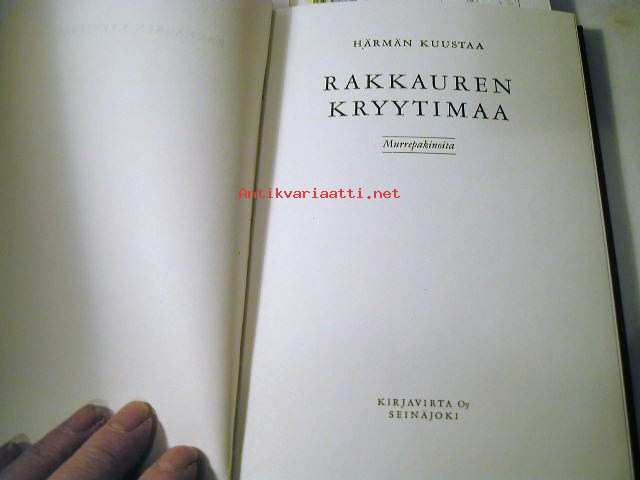 HÄRMÄN KUUSTAA
RAKKAUREN
KRYYTIMAA
Murrepakinoita
Antikvariaatti.net
KIRJAVIRTA Oy
SEINÄJOKI